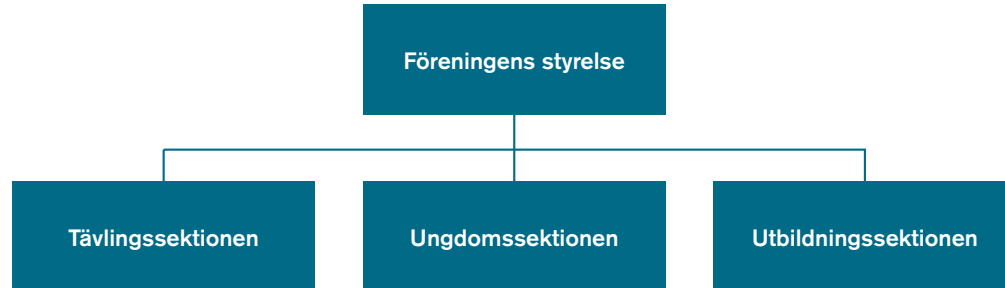 Föreningens styrelse
Tävlingssektionen
Ungdomssektionen
Utbildningssektionen